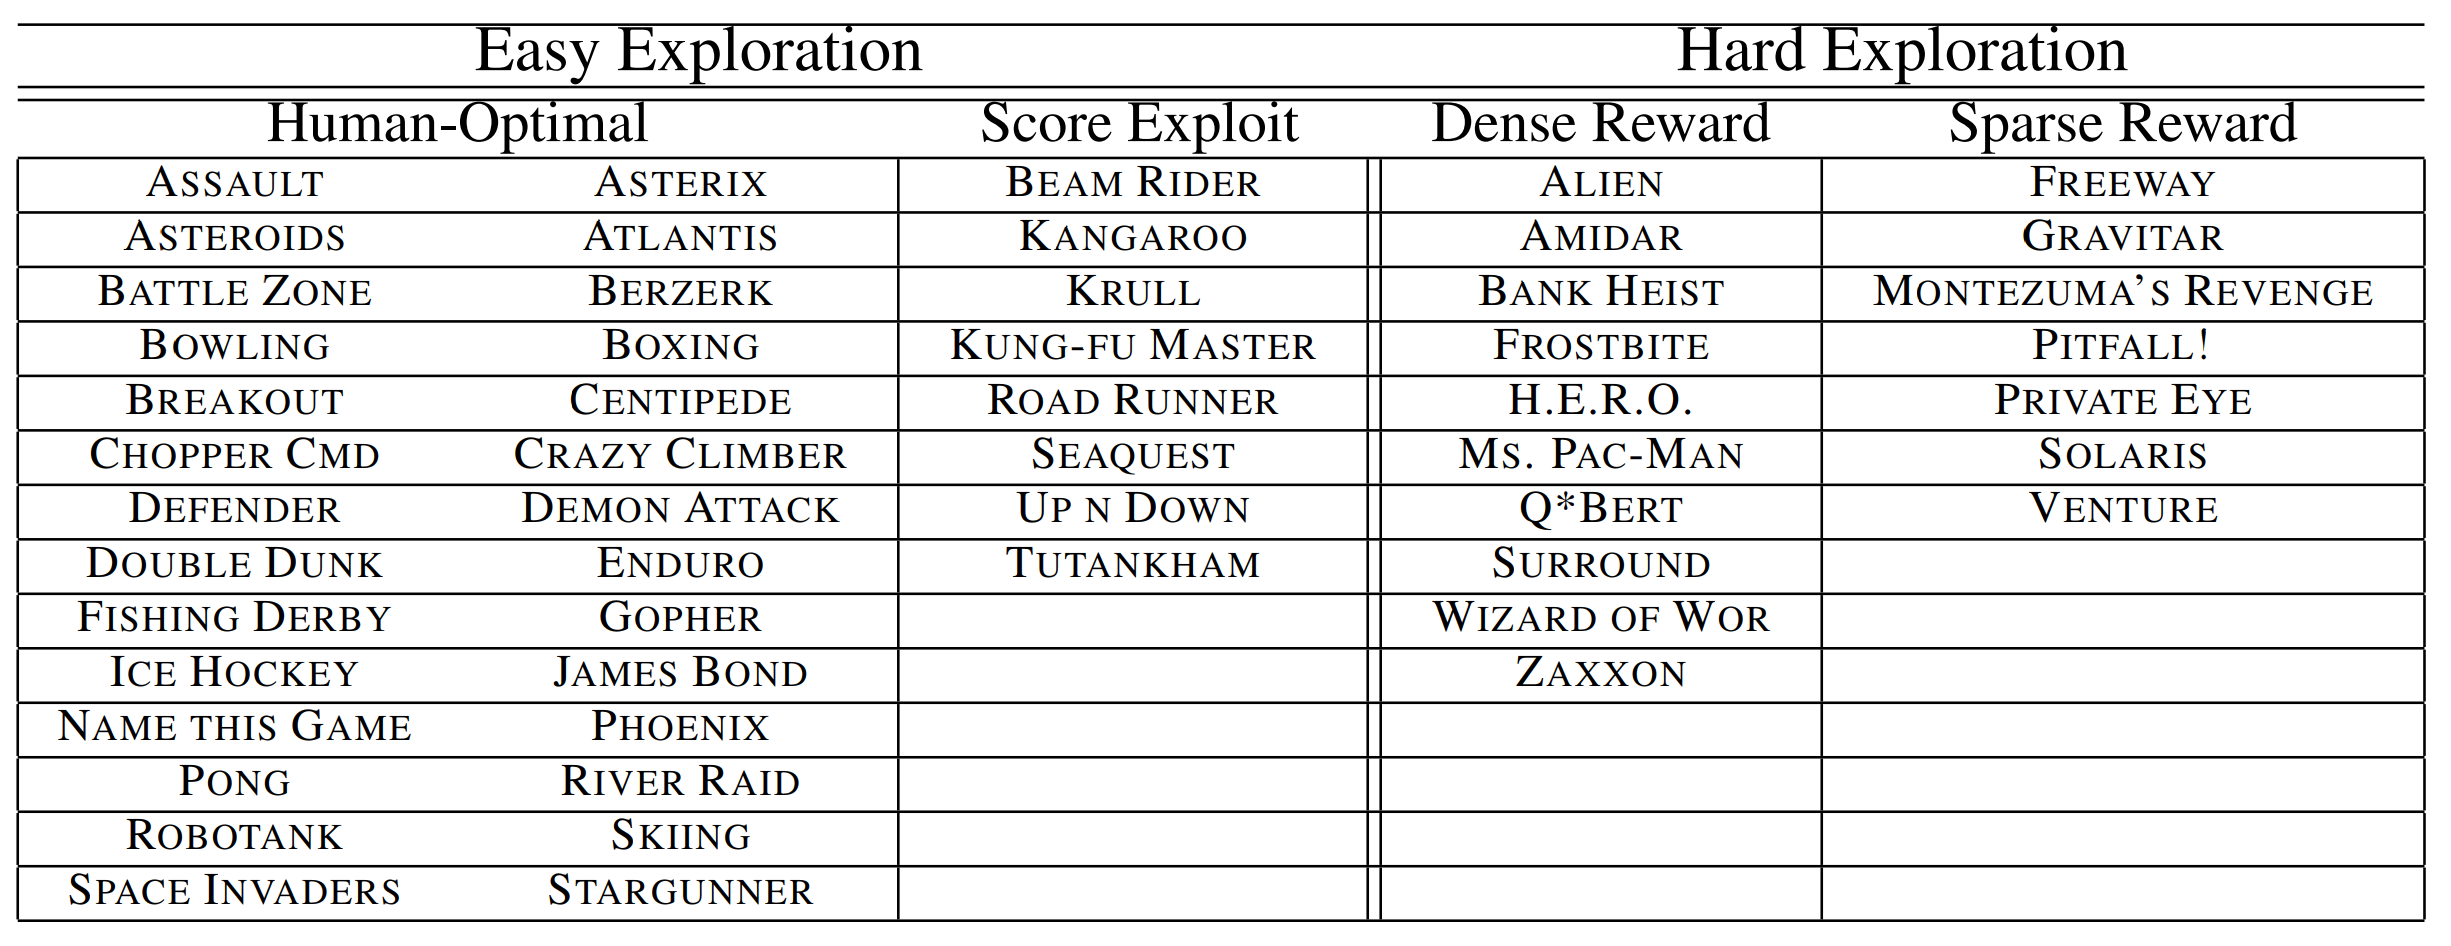 Easy Exploration Hard Exploration
Human-Optimal Score Exploit Dense Reward Sparse Reward
ASSAULT ASTERIX BEAM RIDER ALIEN FREEWAY
ASTEROIDS ATLANTIS KANGAROO AMIDAR GRAVITAR
BATTLE ZONE BERZERK KRULL BANK HEIST MONTEZUMA'S REVENGE
BOWLING BOXING KUNG-FU MASTER FROSTBITE PITFALL!
BREAKOUT CENTIPEDE ROAD RUNNER H.E.R.O. PRIVATE EYE
CHOPPER CMD CRAZY CLIMBER SEAQUEST MS. PAC-MAN SOLARIS
DEFENDER DEMON ATTACK UP N DOWN Q*BERT VENTURE
DOUBLE DUNK ENDURO TUTANKHAM SURROUND
FISHING DERBY GOPHER WIZARD OF WOR
ICE HOCKEY JAMES BOND ZAXXON
NAME THIS GAME PHOENIX
PONG RIVER RAID
ROBOTANK SKIING
SPACE INVADERS STARGUNNER